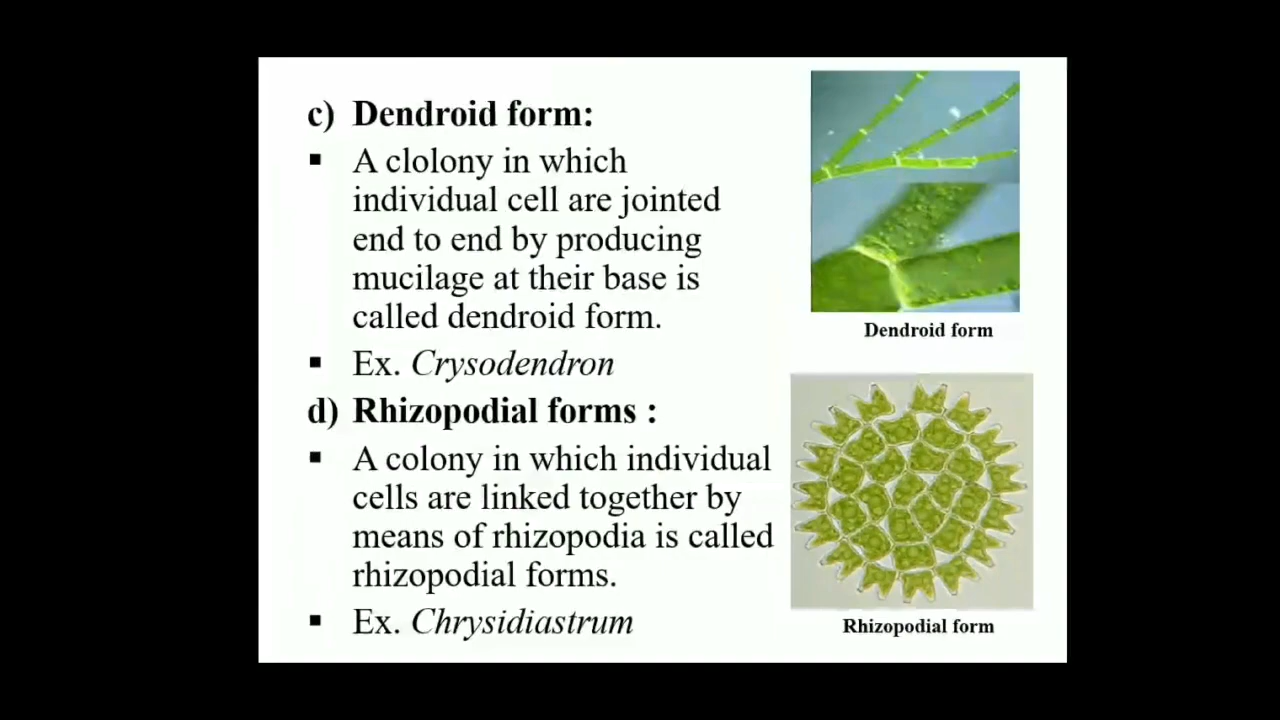 c) Dendroid form:
▪ A clolony in which
individual cell are jointed
end to end by producing
mucilage at their base is
called dendroid form.
▪ Ex. Crysodendron
d) Rhizopodial forms :
▪ A colony in which individual
cells are linked together by
means of rhizopodia is called
rhizopodial forms.
▪ Ex. Chrysidiastrum
Dendroid form
Rhizopodial form